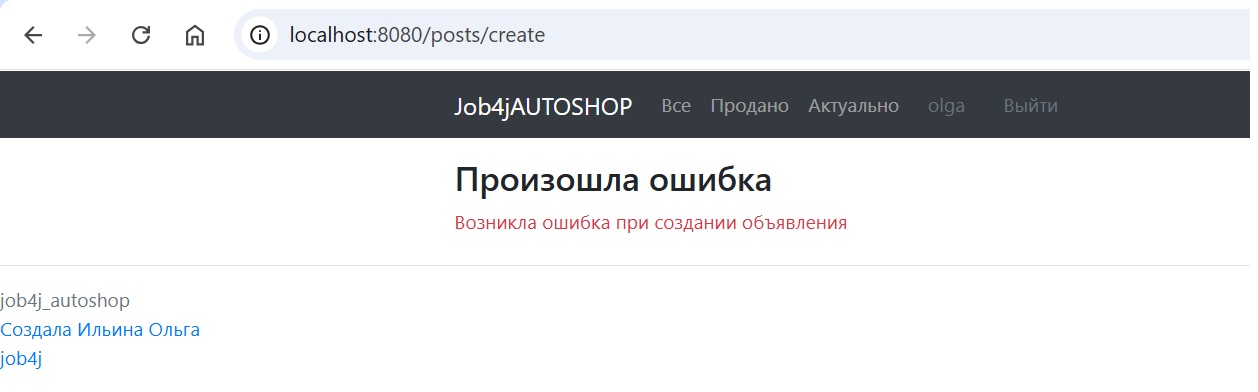 localhost:8080/posts/create
Job4jAUTOSHOP Все Продано Актуально olga Выйти
Произошла ошибка
Возникла ошибка при создании объявления
job4j_autoshop
Создала Ильина Ольга
job4j